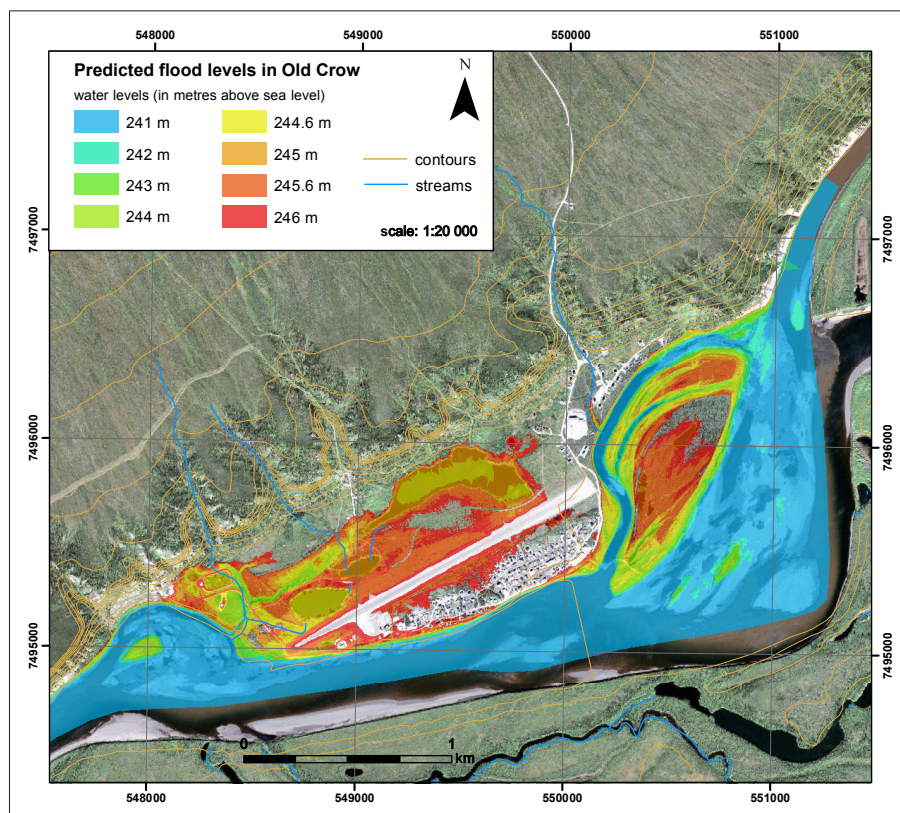 548000 549000 550000 551000
Predicted flood levels in Old Crow
water levels (in metres above sea level)
241 m
242 m
243 m
244 m
244.6 m
245 m
245.6 m
246 m
contours
streams
scale: 1:20 000
N
7497000
7496000
7495000
7497000
7496000
7495000
0 1
km
548000 549000 550000 551000